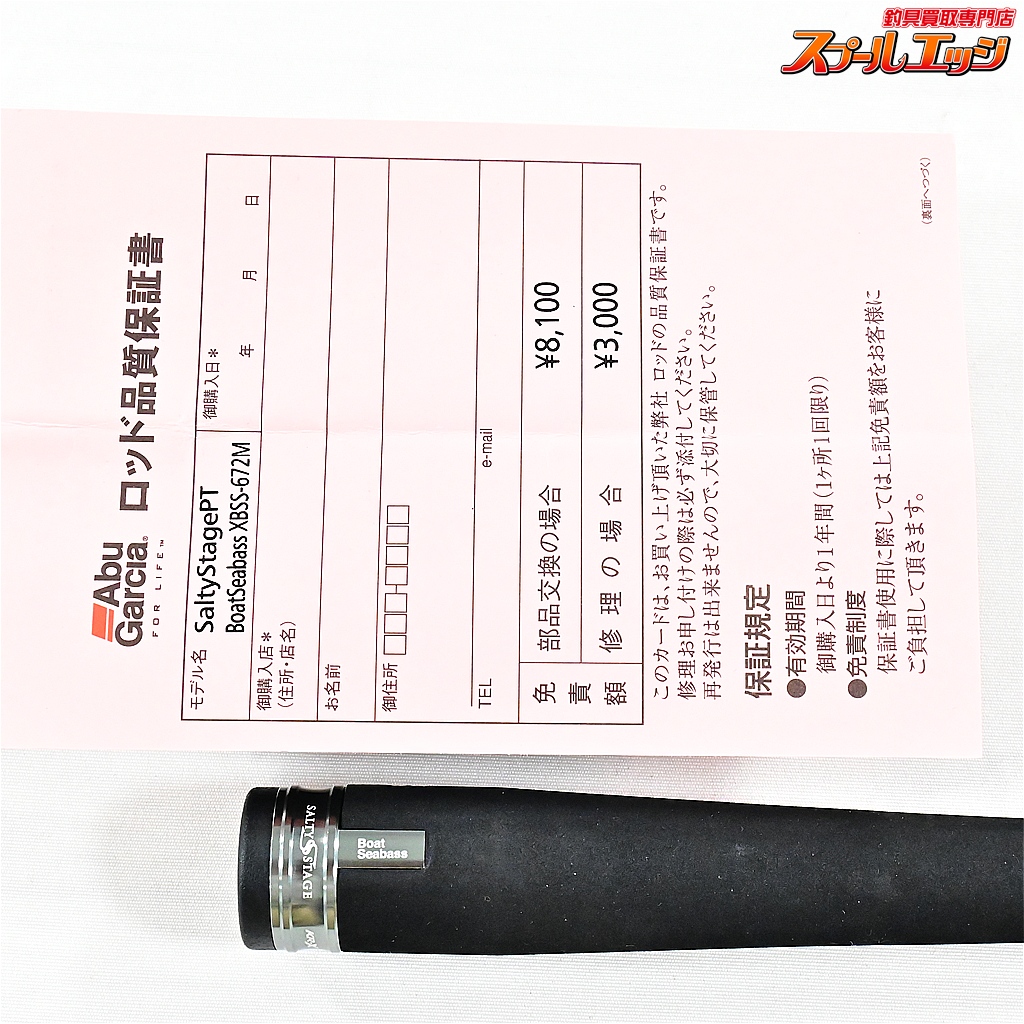 釣具買取専門店
スプールエッジ
Abu
Garcia®
FOR LIFE™
ロッド品質保証書
モデル名
SaltyStagePT
BoatSeabass XBSS-672M
御購入日*
年 月 日
御購入店*
(住所・店名)
お名前
御住所
TEL
e-mail
免責額
部品交換の場合
¥8,100
修理の場合
¥3,000
このカードは、お買い上げ頂いた弊社 ロッドの品質保証書です。
修理お申し付けの際は必ず添付してください。
再発行は出来ませんので、大切に保管してください。
保証規定
●有効期間
御購入日より1年間(1ヶ所1回限り)
●免責制度
保証書使用に際しては上記免責額をお客様に
ご負担して頂きます。
(裏面へつづく)
SALTY STAGE
Boat
Seabass